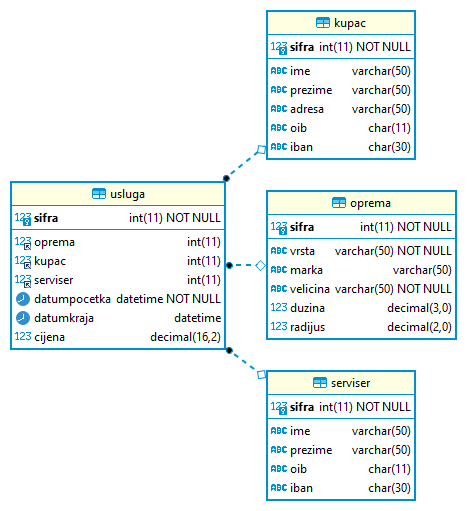 kupac
123 sifra int(11) NOT NULL
ABC ime varchar(50)
ABC prezime varchar(50)
ABC adresa varchar(50)
ABC oib char(11)
ABC iban char(30)
usluga
123 sifra int(11) NOT NULL
123 oprema int(11)
123 kupac int(11)
123 serviser int(11)
datumpocetka datetime NOT NULL
datumkraja datetime
123 cijena decimal(16,2)
oprema
123 sifra int(11) NOT NULL
ABC vrsta varchar(50) NOT NULL
ABC marka varchar(50)
ABC velicina varchar(50) NOT NULL
123 duzina decimal(3,0)
123 radijus decimal(2,0)
serviser
123 sifra int(11) NOT NULL
ABC ime varchar(50)
ABC prezime varchar(50)
ABC oib char(11)
ABC iban char(30)